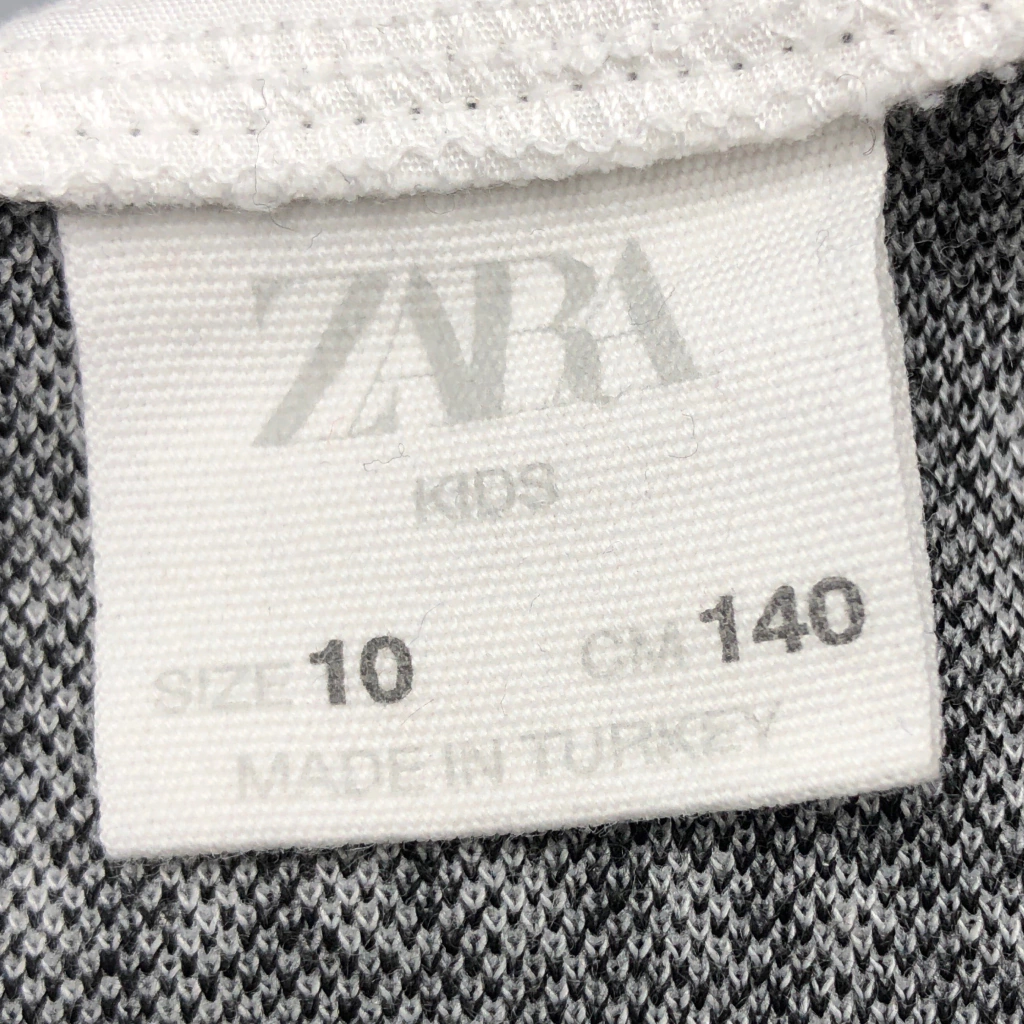 ZARA
KIDS
SIZE 10 CM 140
MADE IN TURKEY